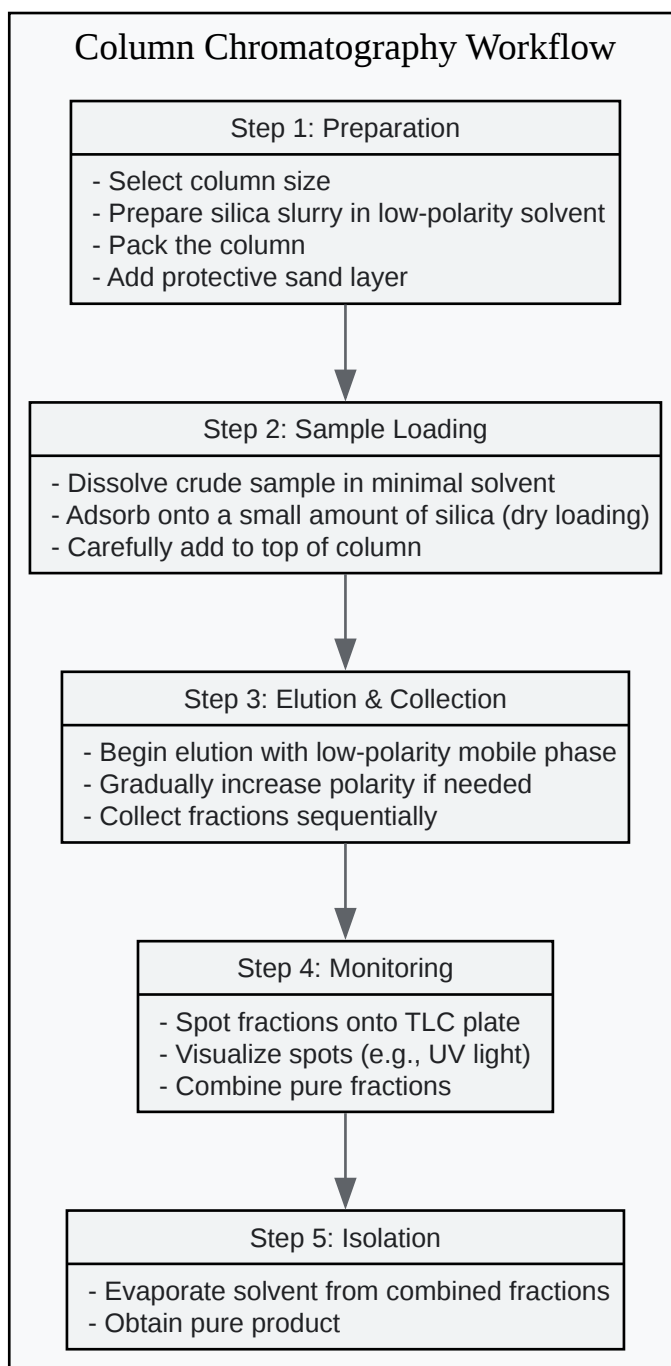 Column Chromatography Workflow
Step 1: Preparation
- Select column size
- Prepare silica slurry in low-polarity solvent
- Pack the column
- Add protective sand layer
Step 2: Sample Loading
- Dissolve crude sample in minimal solvent
- Adsorb onto a small amount of silica (dry loading)
- Carefully add to top of column
Step 3: Elution & Collection
- Begin elution with low-polarity mobile phase
- Gradually increase polarity if needed
- Collect fractions sequentially
Step 4: Monitoring
- Spot fractions onto TLC plate
- Visualize spots (e.g., UV light)
- Combine pure fractions
Step 5: Isolation
- Evaporate solvent from combined fractions
- Obtain pure product